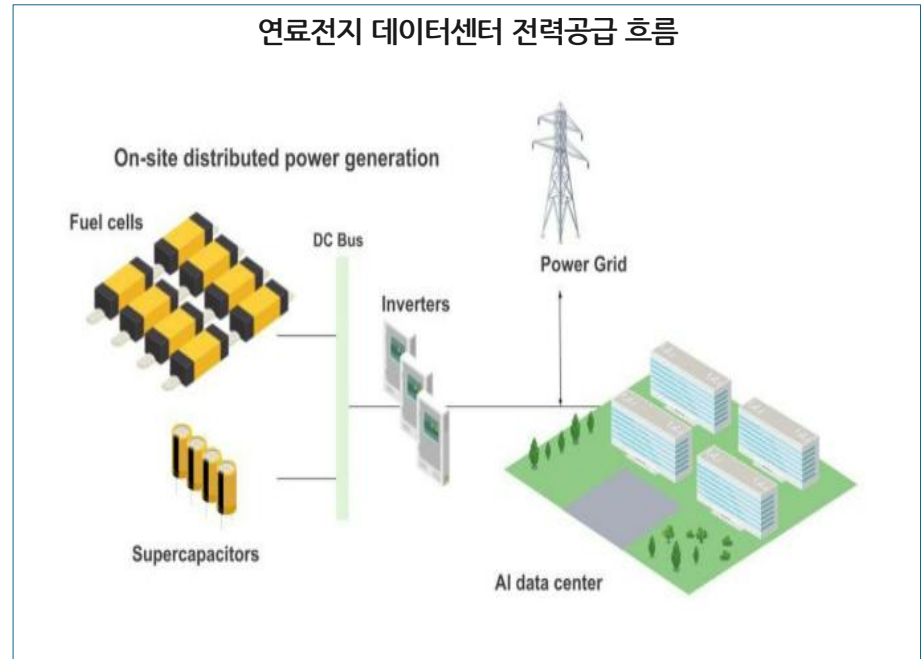 연료전지 데이터센터 전력공급 흐름
On-site distributed power generation
Fuel cells
DC Bus
Power Grid
Inverters
Supercapacitors
AI data center